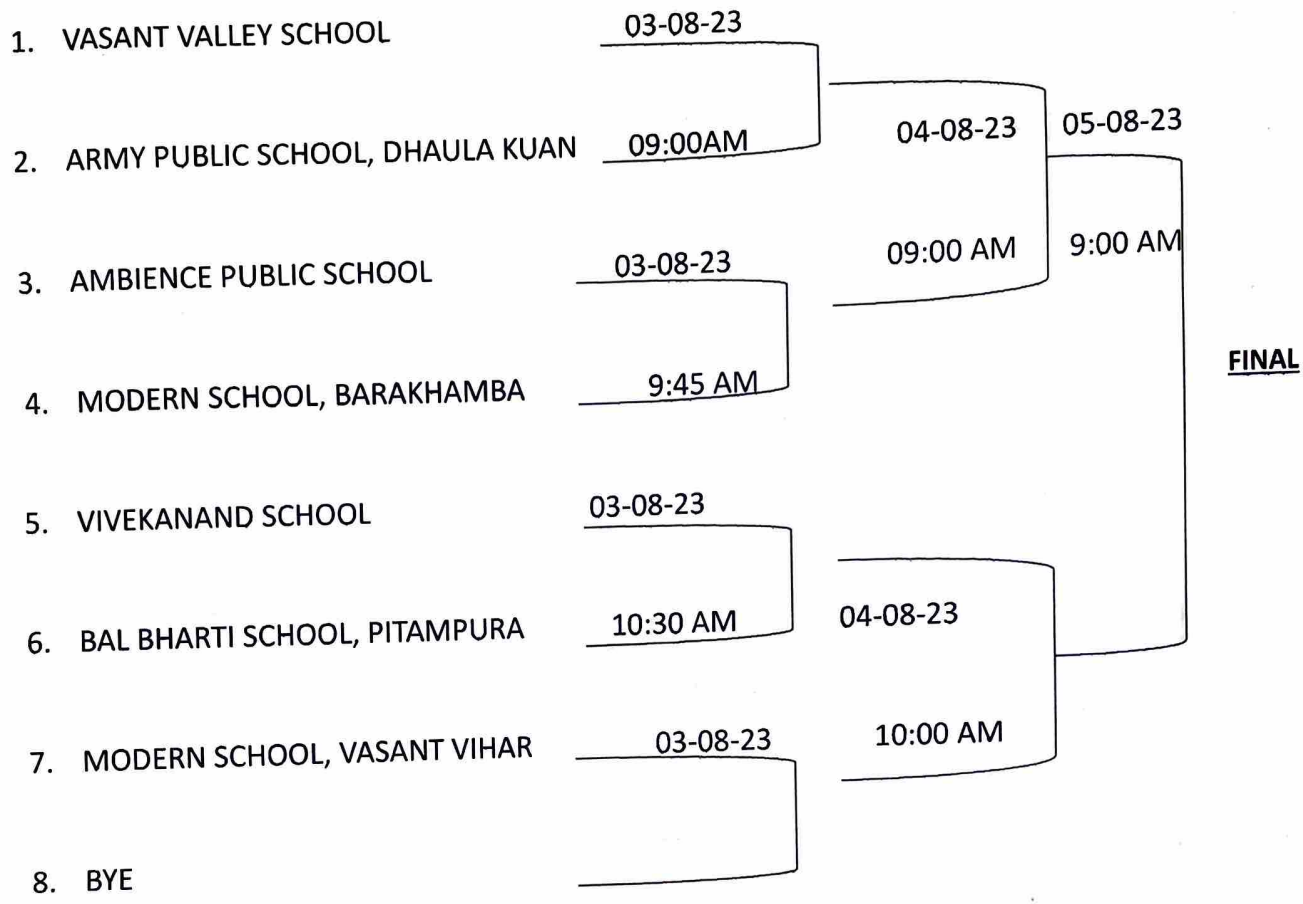 1. VASANT VALLEY SCHOOL 03-08-23
2. ARMY PUBLIC SCHOOL, DHAULA KUAN 09:00AM
04-08-23
05-08-23
3. AMBIENCE PUBLIC SCHOOL 03-08-23
09:00 AM
9:00 AM
4. MODERN SCHOOL, BARAKHAMBA 9:45 AM
FINAL
5. VIVEKANAND SCHOOL 03-08-23
6. BAL BHARTI SCHOOL, PITAMPURA 10:30 AM
04-08-23
7. MODERN SCHOOL, VASANT VIHAR 03-08-23
10:00 AM
8. BYE